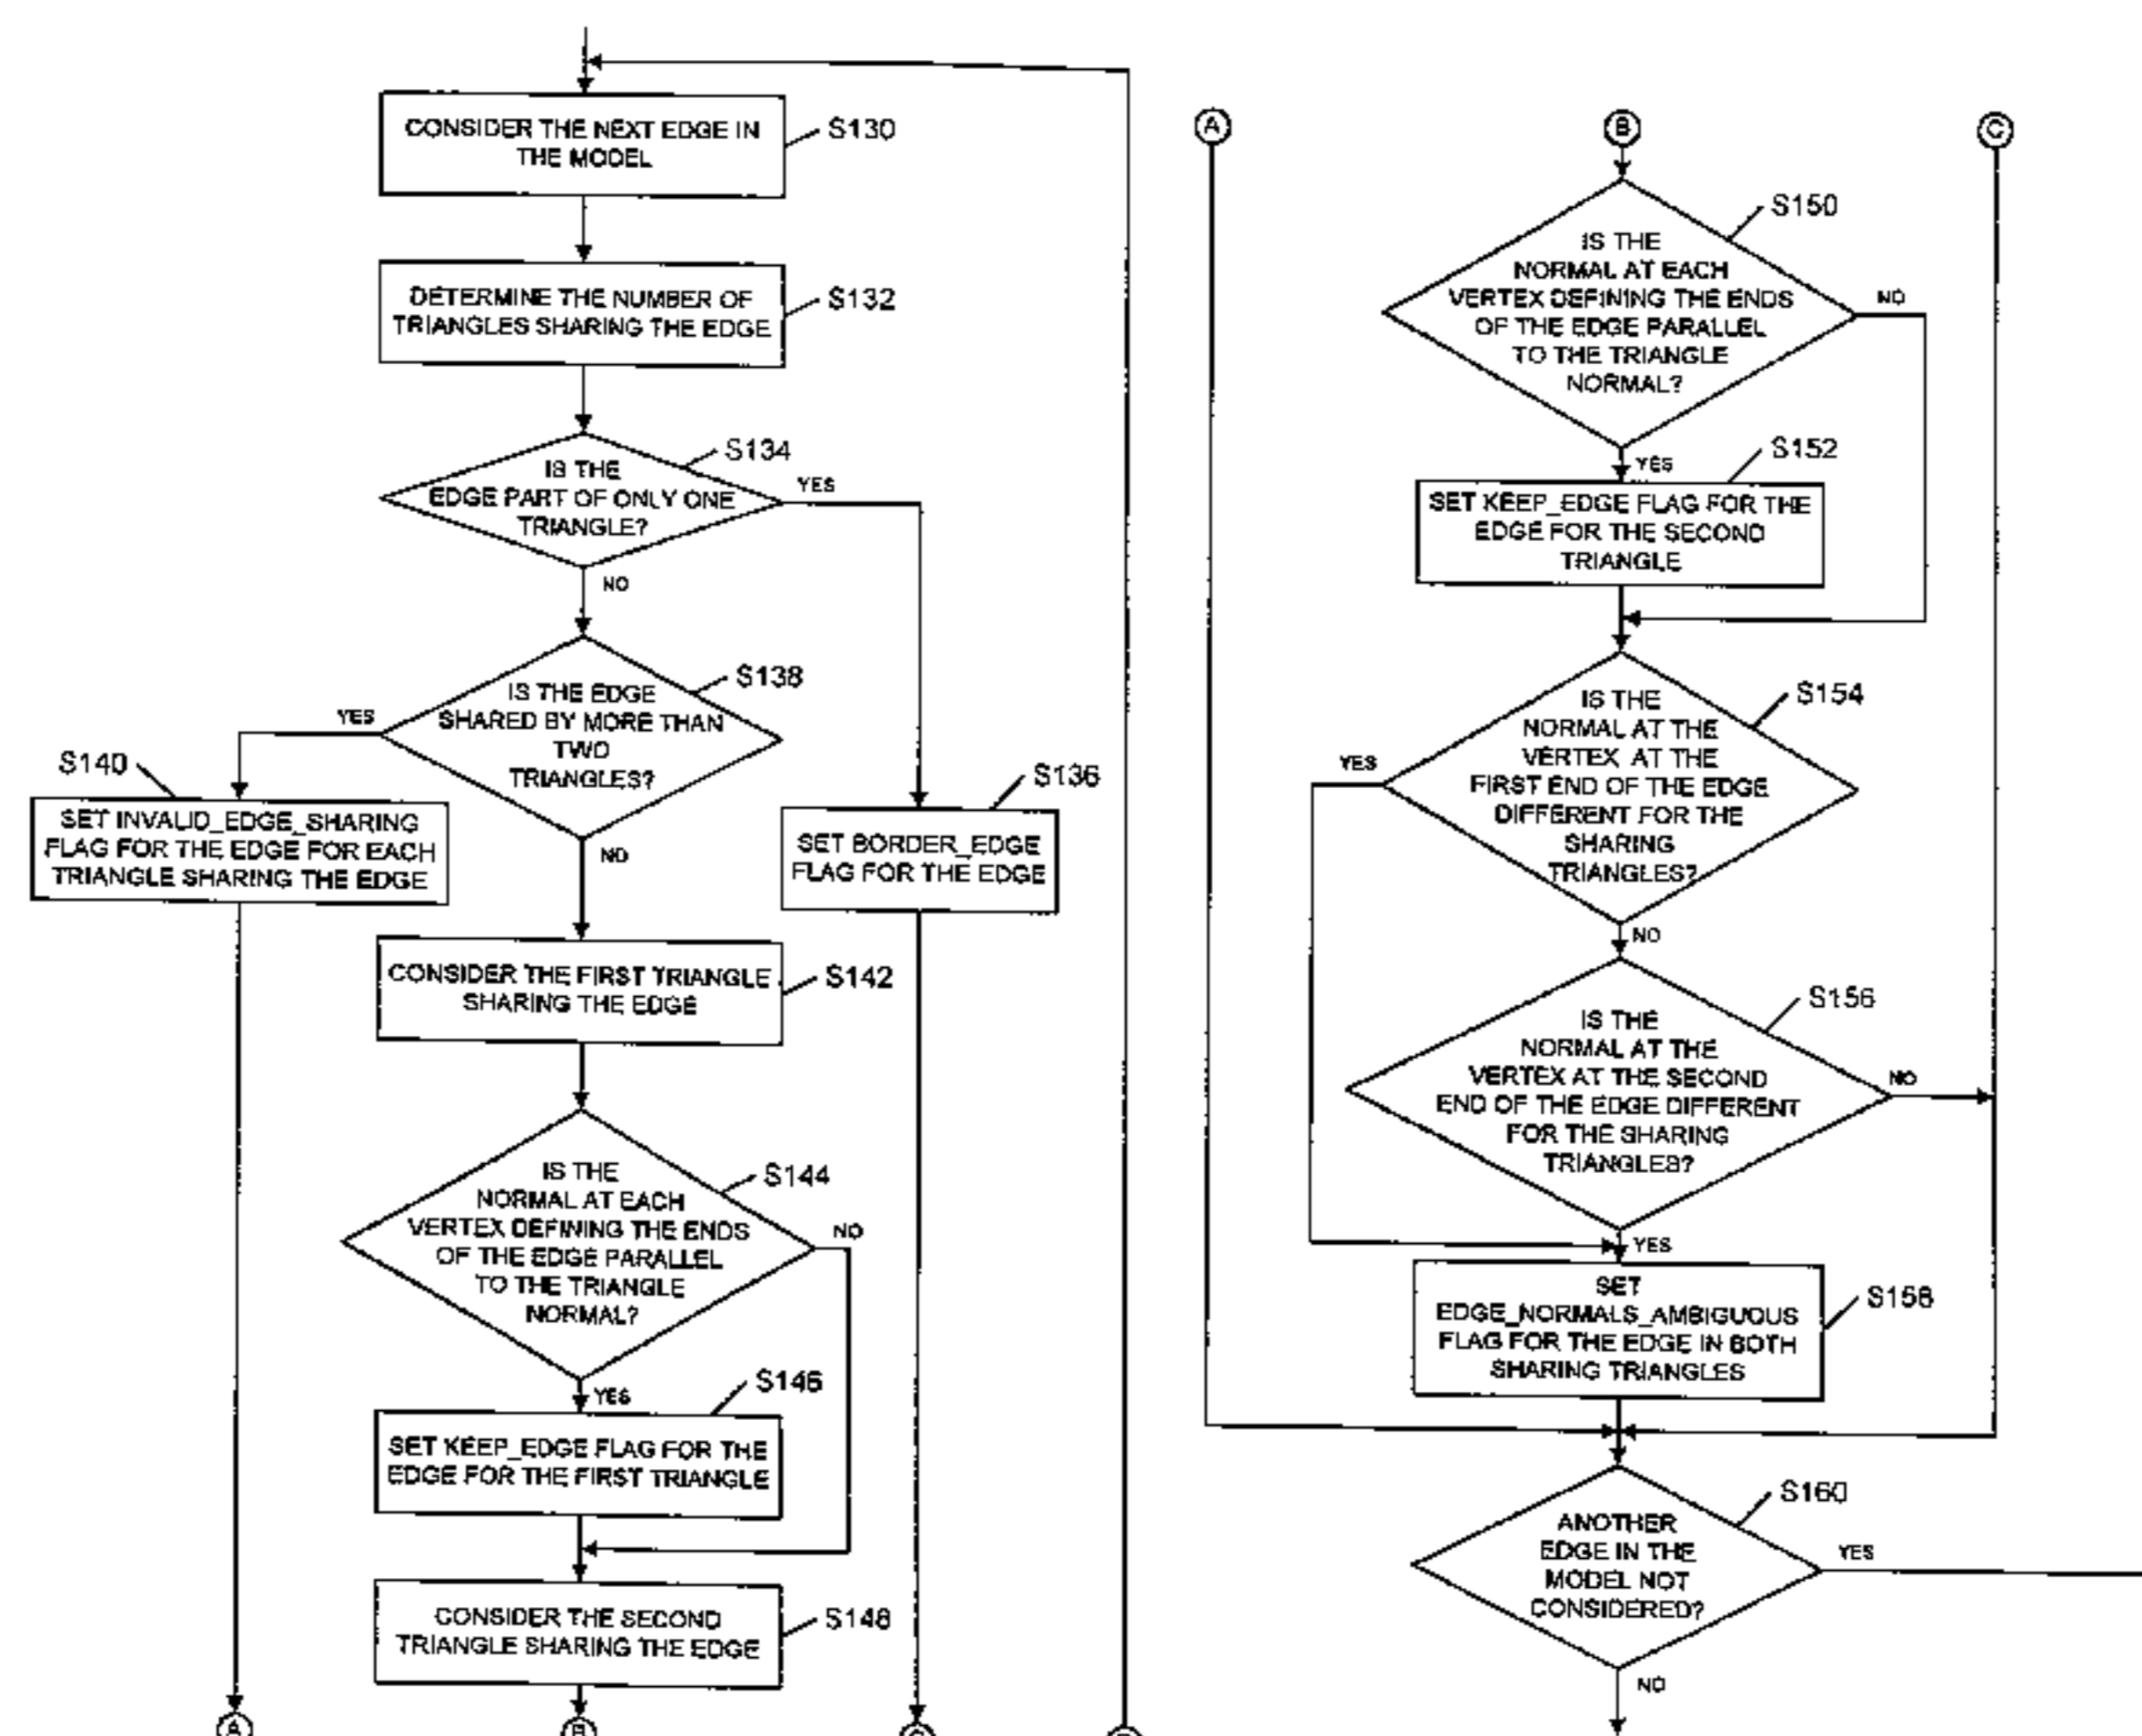 CONSIDER THE NEXT EDGE IN
THE MODEL
S130
DETERMINE THE NUMBER OF
TRIANGLES SHARING THE EDGE
S132
S134
IS THE
EDGE PART OF ONLY ONE
TRIANGLE?
YES
NO
S138
IS THE EDGE
SHARED BY MORE THAN
TWO
TRIANGLES?
YES
NO
S140
SET INVALID_EDGE_SHARING
FLAG FOR THE EDGE FOR EACH
TRIANGLE SHARING THE EDGE
S136
SET BORDER_EDGE
FLAG FOR THE EDGE
CONSIDER THE FIRST TRIANGLE
SHARING THE EDGE
S142
S144
IS THE
NORMAL AT EACH
VERTEX DEFINING THE ENDS
OF THE EDGE PARALLEL
TO THE TRIANGLE
NORMAL?
NO
YES
S146
SET KEEP_EDGE FLAG FOR THE
EDGE FOR THE FIRST TRIANGLE
CONSIDER THE SECOND
TRIANGLE SHARING THE EDGE
S148
A
B
A
B
C
S150
IS THE
NORMAL AT EACH
VERTEX DEFINING THE ENDS
OF THE EDGE PARALLEL
TO THE TRIANGLE
NORMAL?
NO
YES
S152
SET KEEP_EDGE FLAG FOR THE
EDGE FOR THE SECOND
TRIANGLE
S154
IS THE
NORMAL AT THE
VERTEX AT THE
FIRST END OF THE EDGE
DIFFERENT FOR THE
SHARING
TRIANGLES?
YES
NO
S156
IS THE
NORMAL AT THE
VERTEX AT THE SECOND
END OF THE EDGE DIFFERENT
FOR THE SHARING
TRIANGLES?
NO
YES
SET
EDGE_NORMALS_AMBIGUOUS
FLAG FOR THE EDGE IN BOTH
SHARING TRIANGLES
S158
S160
ANOTHER
EDGE IN THE
MODEL NOT
CONSIDERED?
YES
NO